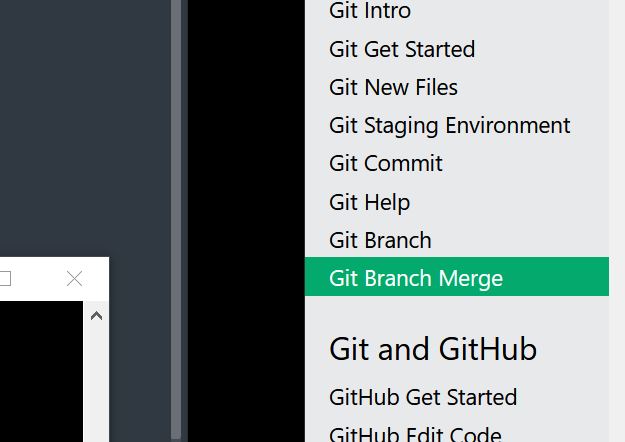 Git Intro
Git Get Started
Git New Files
Git Staging Environment
Git Commit
Git Help
Git Branch
Git Branch Merge
Git and GitHub
GitHub Get Started
GitHub Edit Code